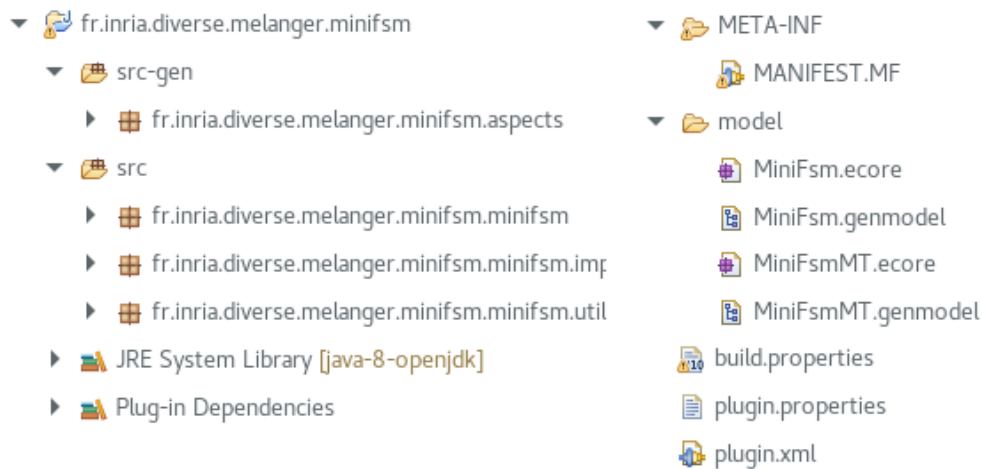 fr.inria.diverse.melanger.minifsm
src-gen
fr.inria.diverse.melanger.minifsm.aspects
src
fr.inria.diverse.melanger.minifsm.minifsm
fr.inria.diverse.melanger.minifsm.minifsm.imp
fr.inria.diverse.melanger.minifsm.minifsm.util
JRE System Library [java-8-openjdk]
Plug-in Dependencies
META-INF
MANIFEST.MF
model
MiniFsm.ecore
MiniFsm.genmodel
MiniFsmMT.ecore
MiniFsmMT.genmodel
build.properties
plugin.properties
plugin.xml